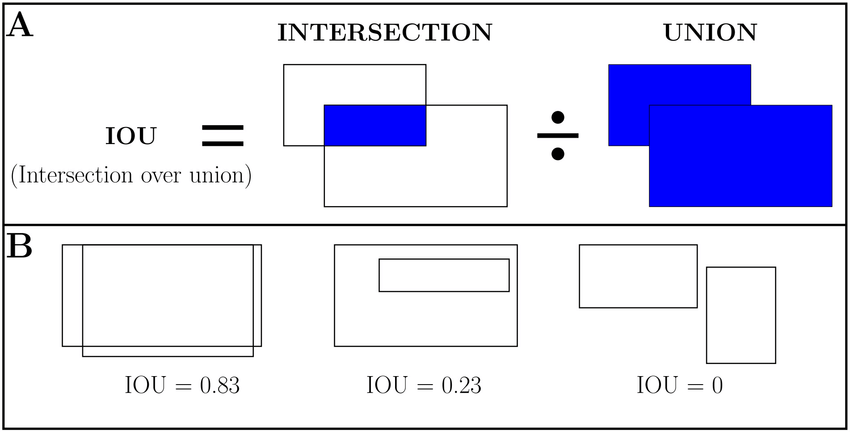 A
INTERSECTION
UNION
IOU = ÷
(Intersection over union)
B
IOU = 0.83
IOU = 0.23
IOU = 0